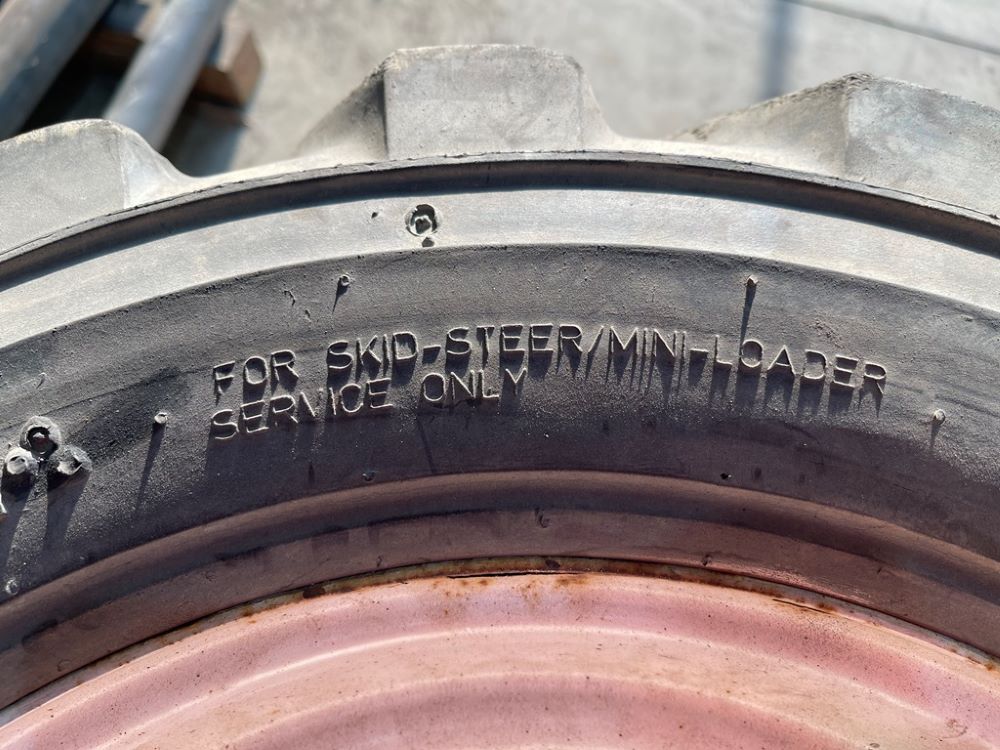 FOR SKID-STEER/MINI-LOADER
SERVICE ONLY